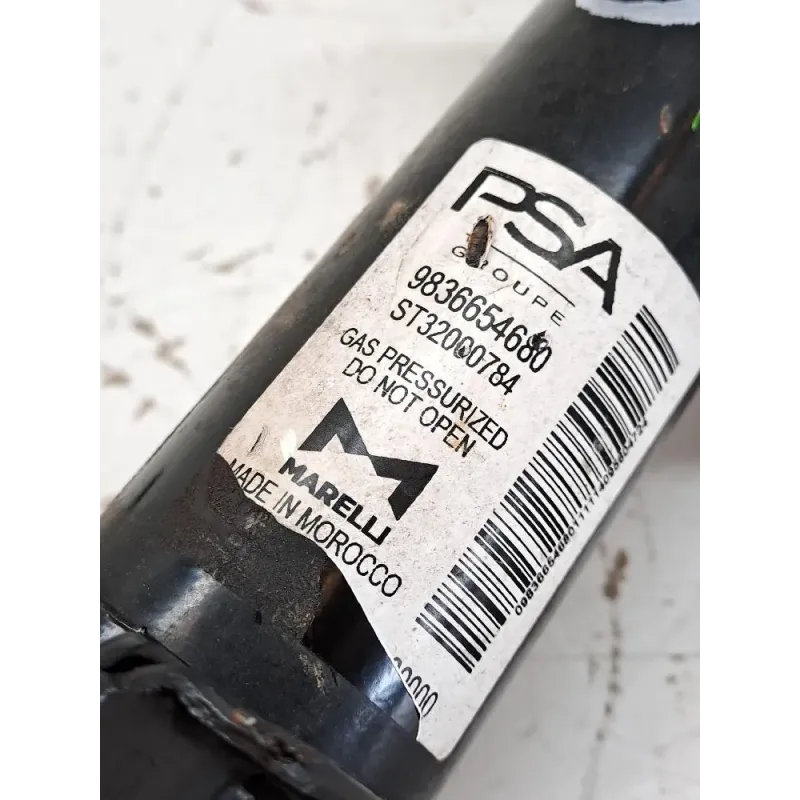 PSA
GROUPE
9836654680
ST32000784
GAS PRESSURIZED
DO NOT OPEN
MARELLI
MADE IN MOROCCO